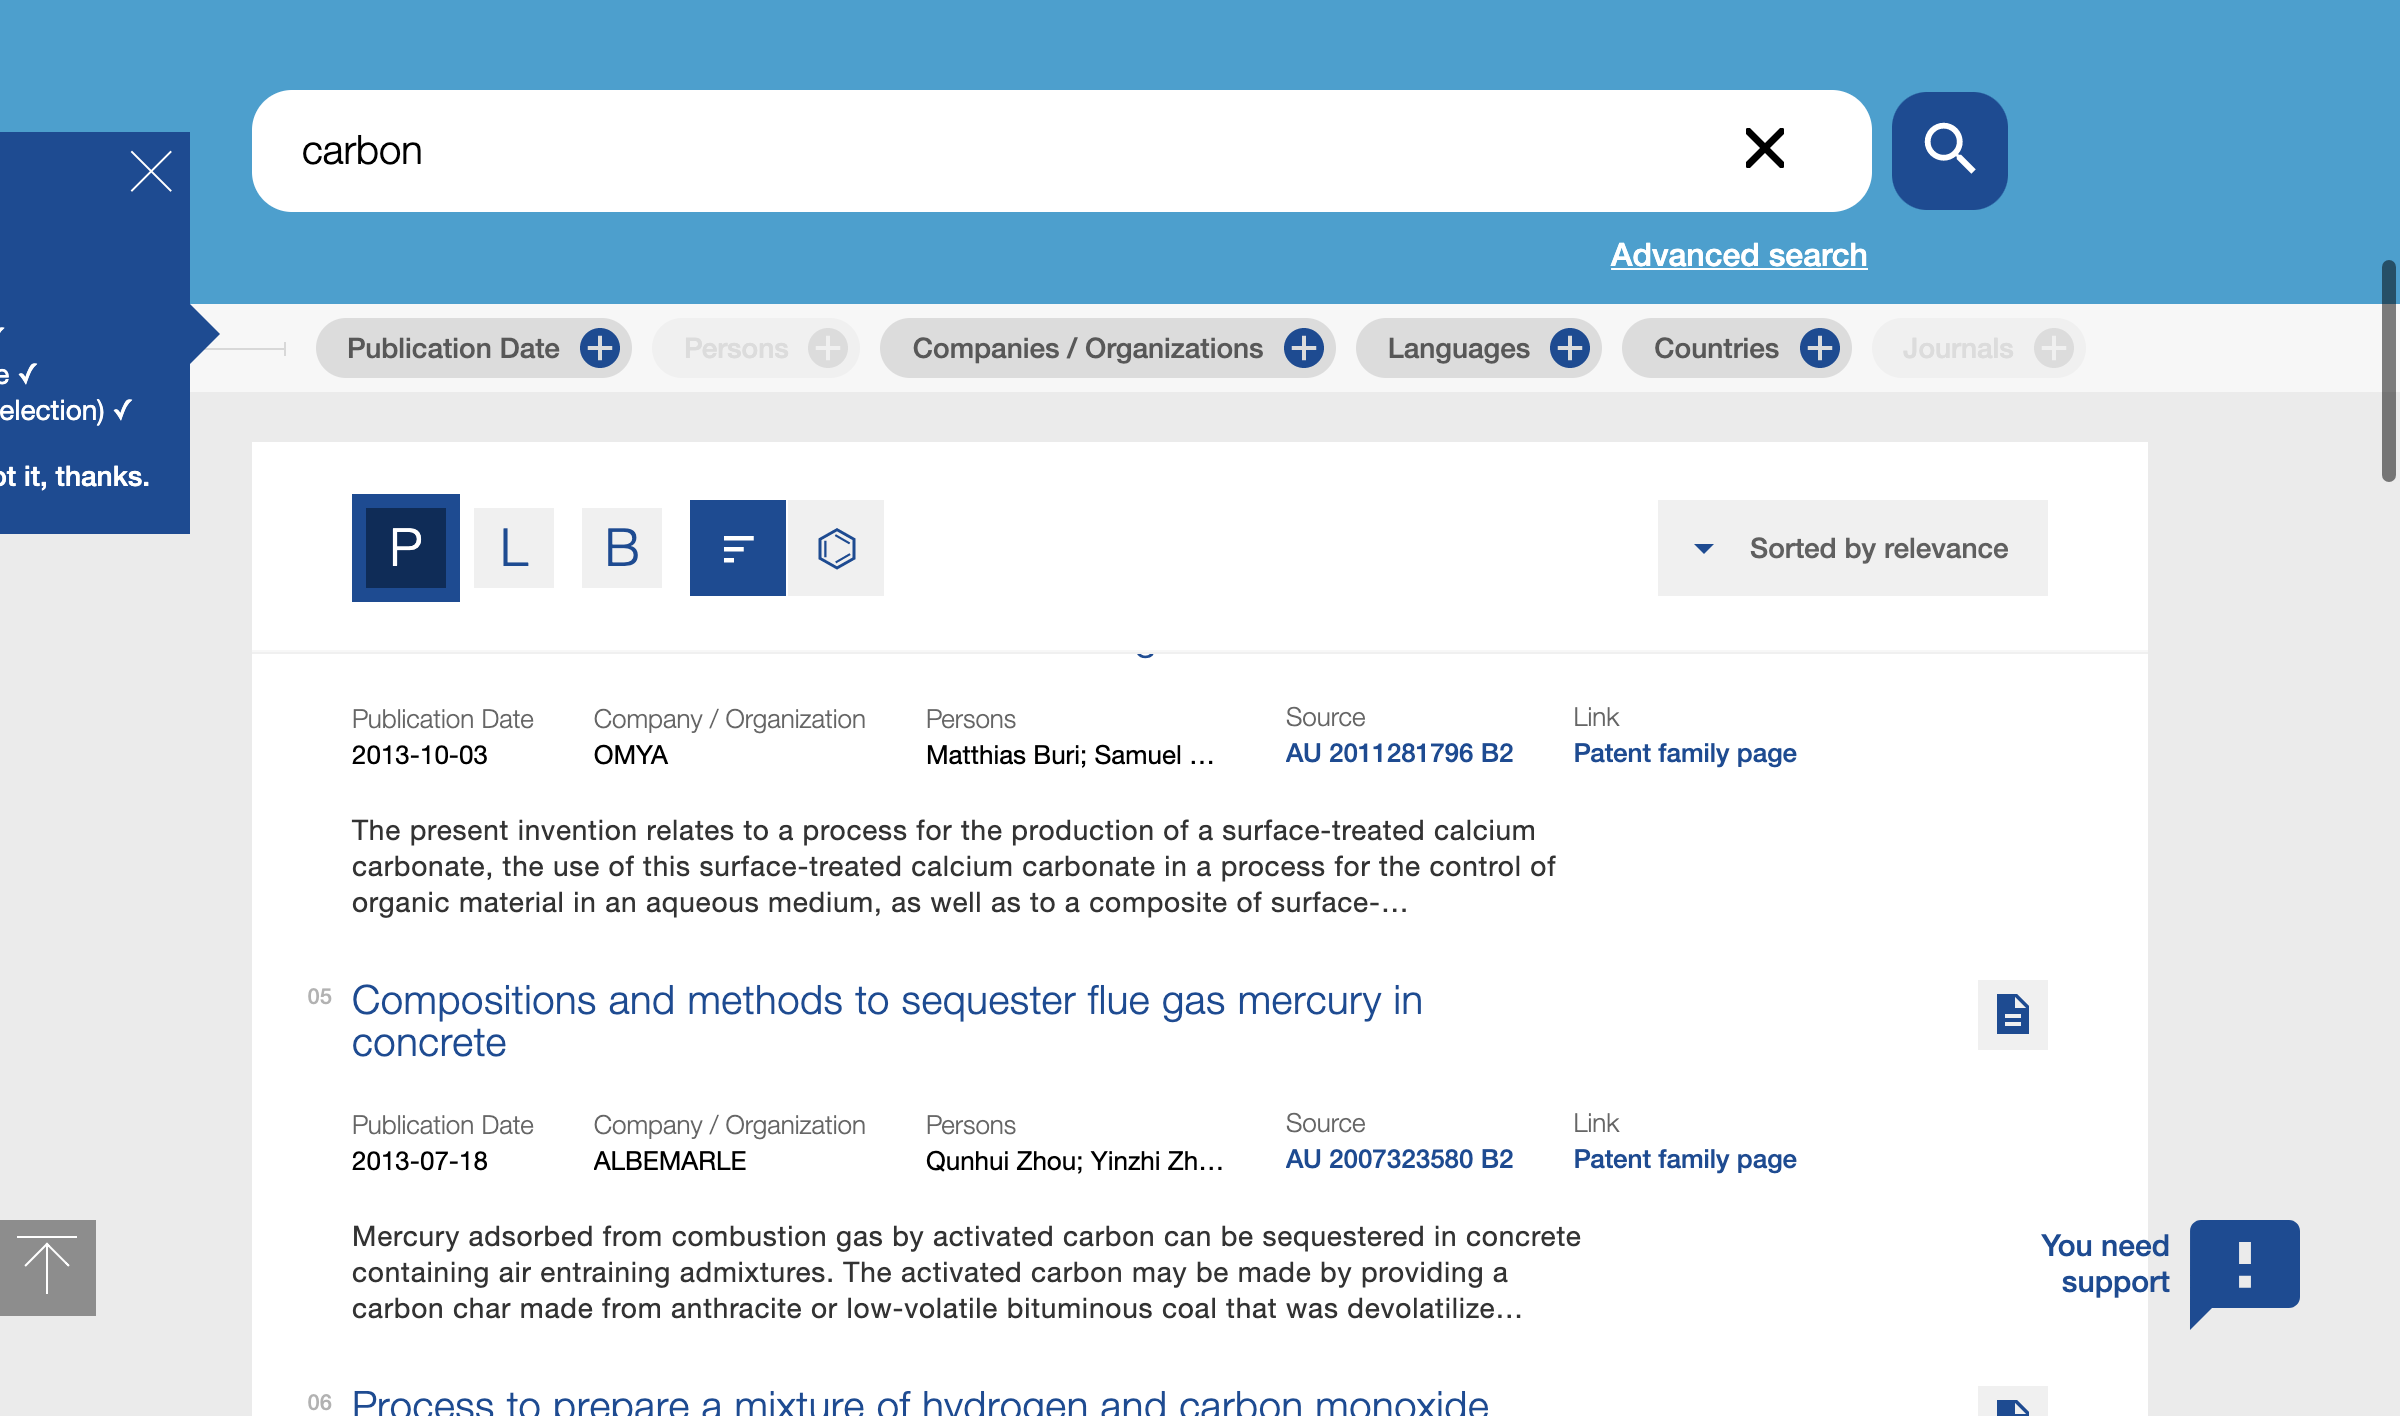 carbon
Advanced search
Publication Date
Persons
Companies / Organizations
Languages
Countries
Journals
e ✓
election) ✓
ot it, thanks.
P L B
Sorted by relevance
Publication Date Company / Organization Persons Source Link
2013-10-03 OMYA Matthias Buri; Samuel ... AU 2011281796 B2 Patent family page
The present invention relates to a process for the production of a surface-treated calcium
carbonate, the use of this surface-treated calcium carbonate in a process for the control of
organic material in an aqueous medium, as well as to a composite of surface-...
05 Compositions and methods to sequester flue gas mercury in
concrete
Publication Date Company / Organization Persons Source Link
2013-07-18 ALBEMARLE Qunhui Zhou; Yinzhi Zh... AU 2007323580 B2 Patent family page
Mercury adsorbed from combustion gas by activated carbon can be sequestered in concrete
containing air entraining admixtures. The activated carbon may be made by providing a
carbon char made from anthracite or low-volatile bituminous coal that was devolatilize...
You need
support
06 Process to prepare a mixture of hydrogen and carbon monoxide